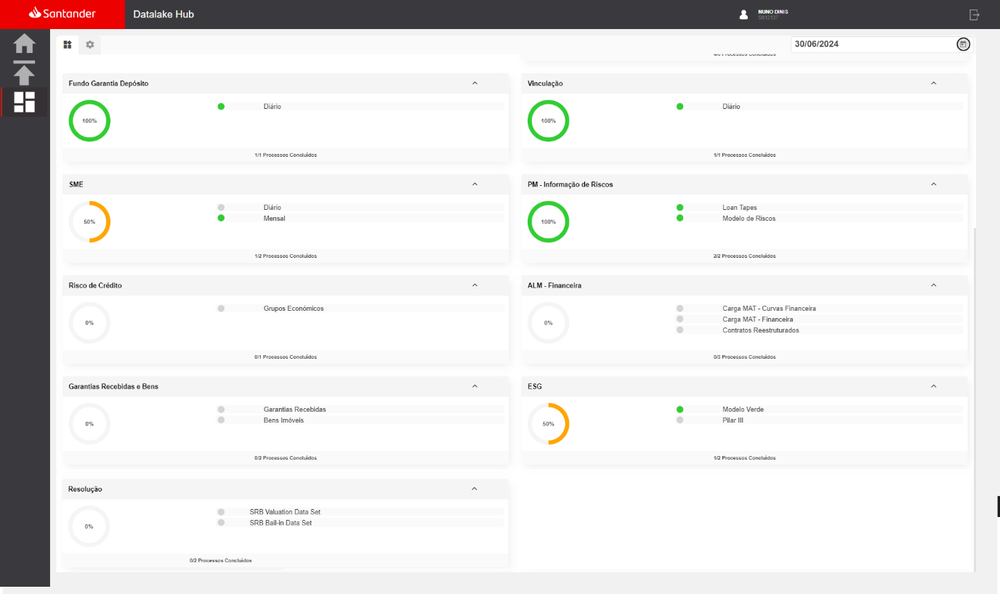 Santander
Datalake Hub
NUNO DINIS
30/06/2024
Processos Concluídos
Fundo Garantia Depósito
100%
Diário
1/1 Processos Concluídos
Vinculação
100%
Diário
1/1 Processos Concluídos
SME
50%
Diário
Mensal
1/2 Processos Concluídos
PM - Informação de Riscos
100%
Loan Tapes
Modelo de Riscos
2/2 Processos Concluídos
Risco de Crédito
0%
Grupos Económicos
0/1 Processos Concluídos
ALM - Financeira
0%
Carga MAT - Curvas Financeira
Carga MAT - Financeira
Contratos Reestruturados
0/3 Processos Concluídos
Garantias Recebidas e Bens
0%
Garantias Recebidas
Bens Imóveis
0/2 Processos Concluídos
ESG
50%
Modelo Verde
Pilar III
1/2 Processos Concluídos
Resolução
0%
SRB Valuation Data Set
SRB Bail-in Data Set
0/2 Processos Concluídos